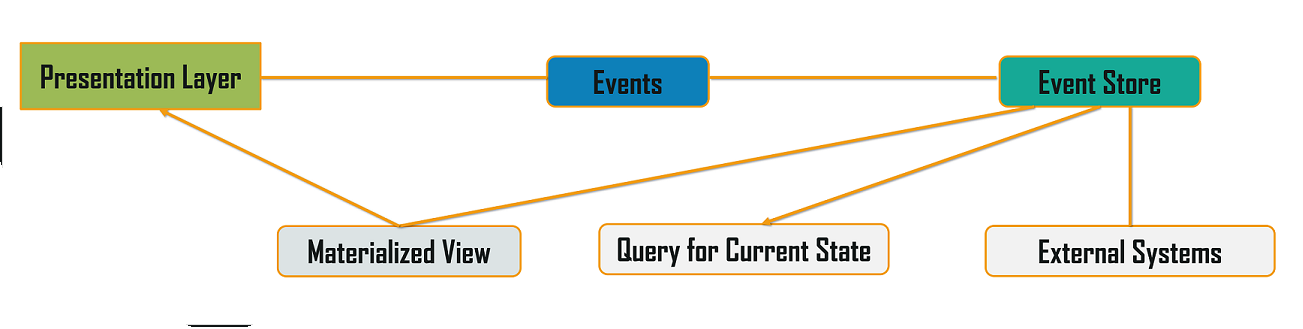 Presentation Layer
Events
Event Store
Materialized View
Query for Current State
External Systems